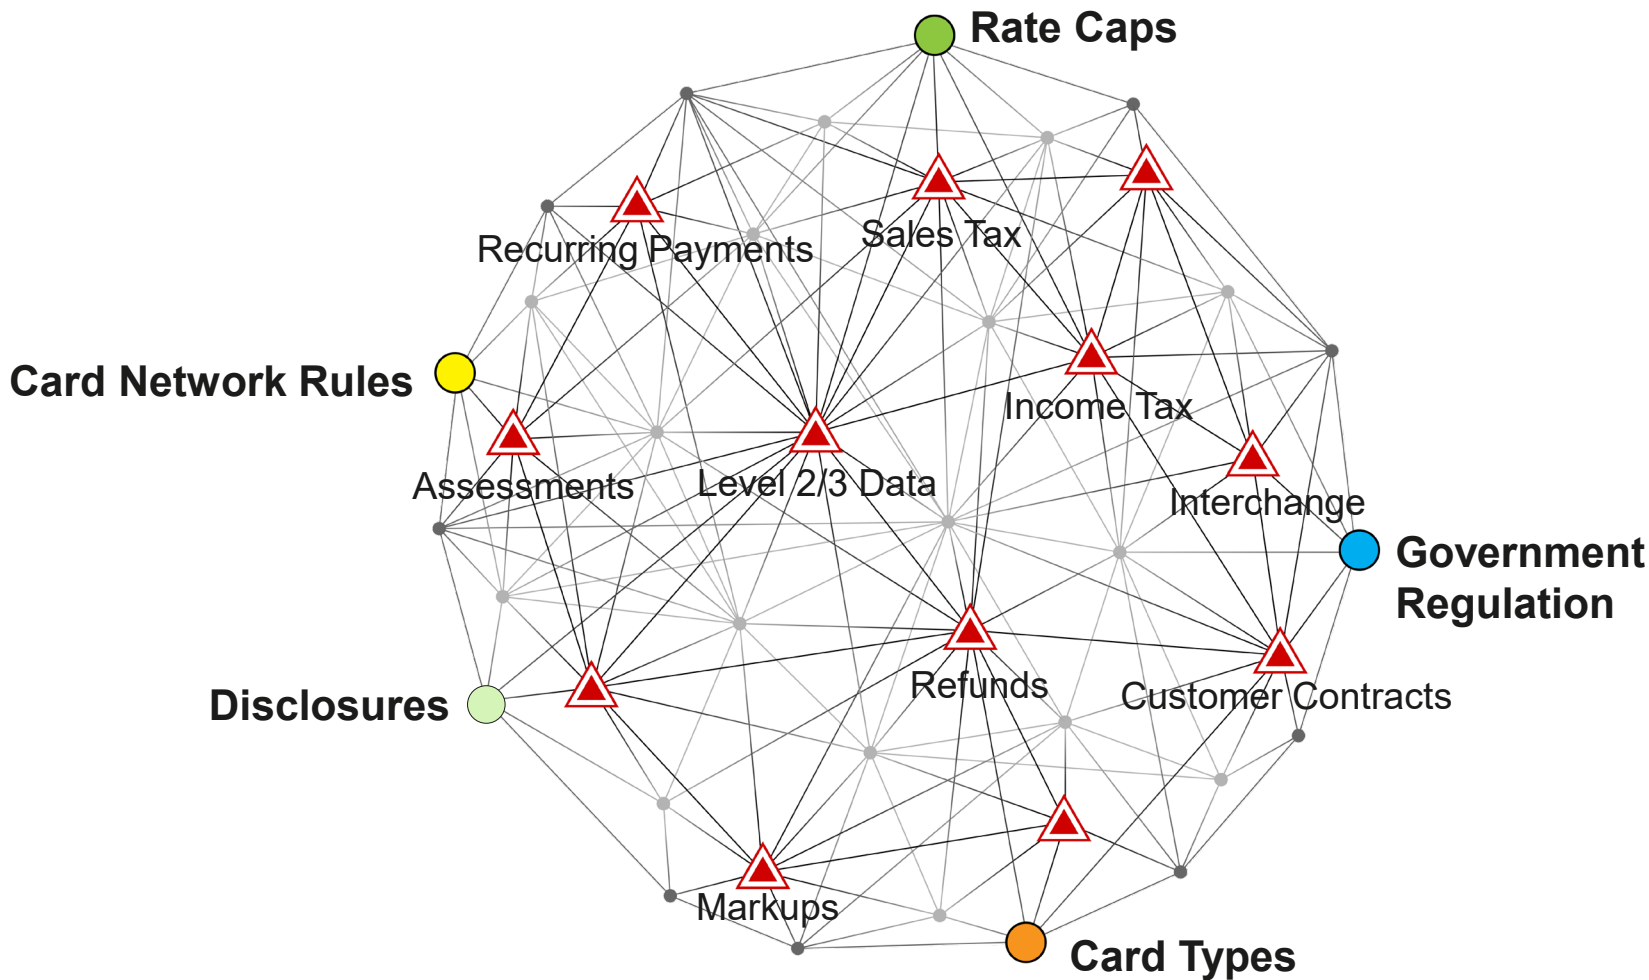 Rate Caps
Recurring Payments
Sales Tax
Card Network Rules
Income Tax
Assessments
Level 2/3 Data
Interchange
Government
Regulation
Disclosures
Refunds
Customer Contracts
Markups
Card Types